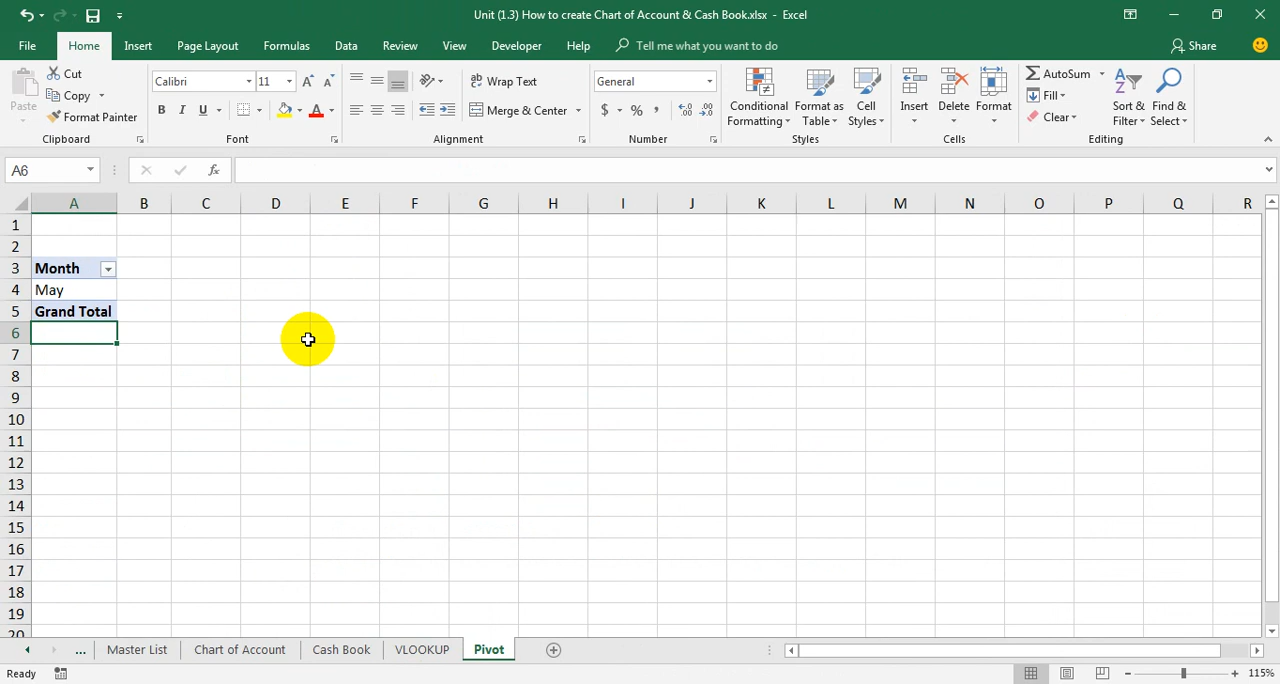 Unit (1.3) How to create Chart of Account & Cash Book.xlsx - Excel
File Home Insert Page Layout Formulas Data Review View Developer Help Tell me what you want to do Share
Paste
Cut
Copy
Format Painter
Clipboard
Calibri 11
B I U
Font
Wrap Text
Merge & Center
Alignment
General
$ % ,
Number
Conditional Formatting
Format as Table
Cell Styles
Styles
Insert Delete Format
Cells
AutoSum
Fill
Clear
Sort & Filter
Find & Select
Editing
A6 fx
A B C D E F G H I J K L M N O P Q R
1
2
3 Month
4 May
5 Grand Total
6
7
8
9
10
11
12
13
14
15
16
17
18
19
20
... Master List Chart of Account Cash Book VLOOKUP Pivot
Ready 115%